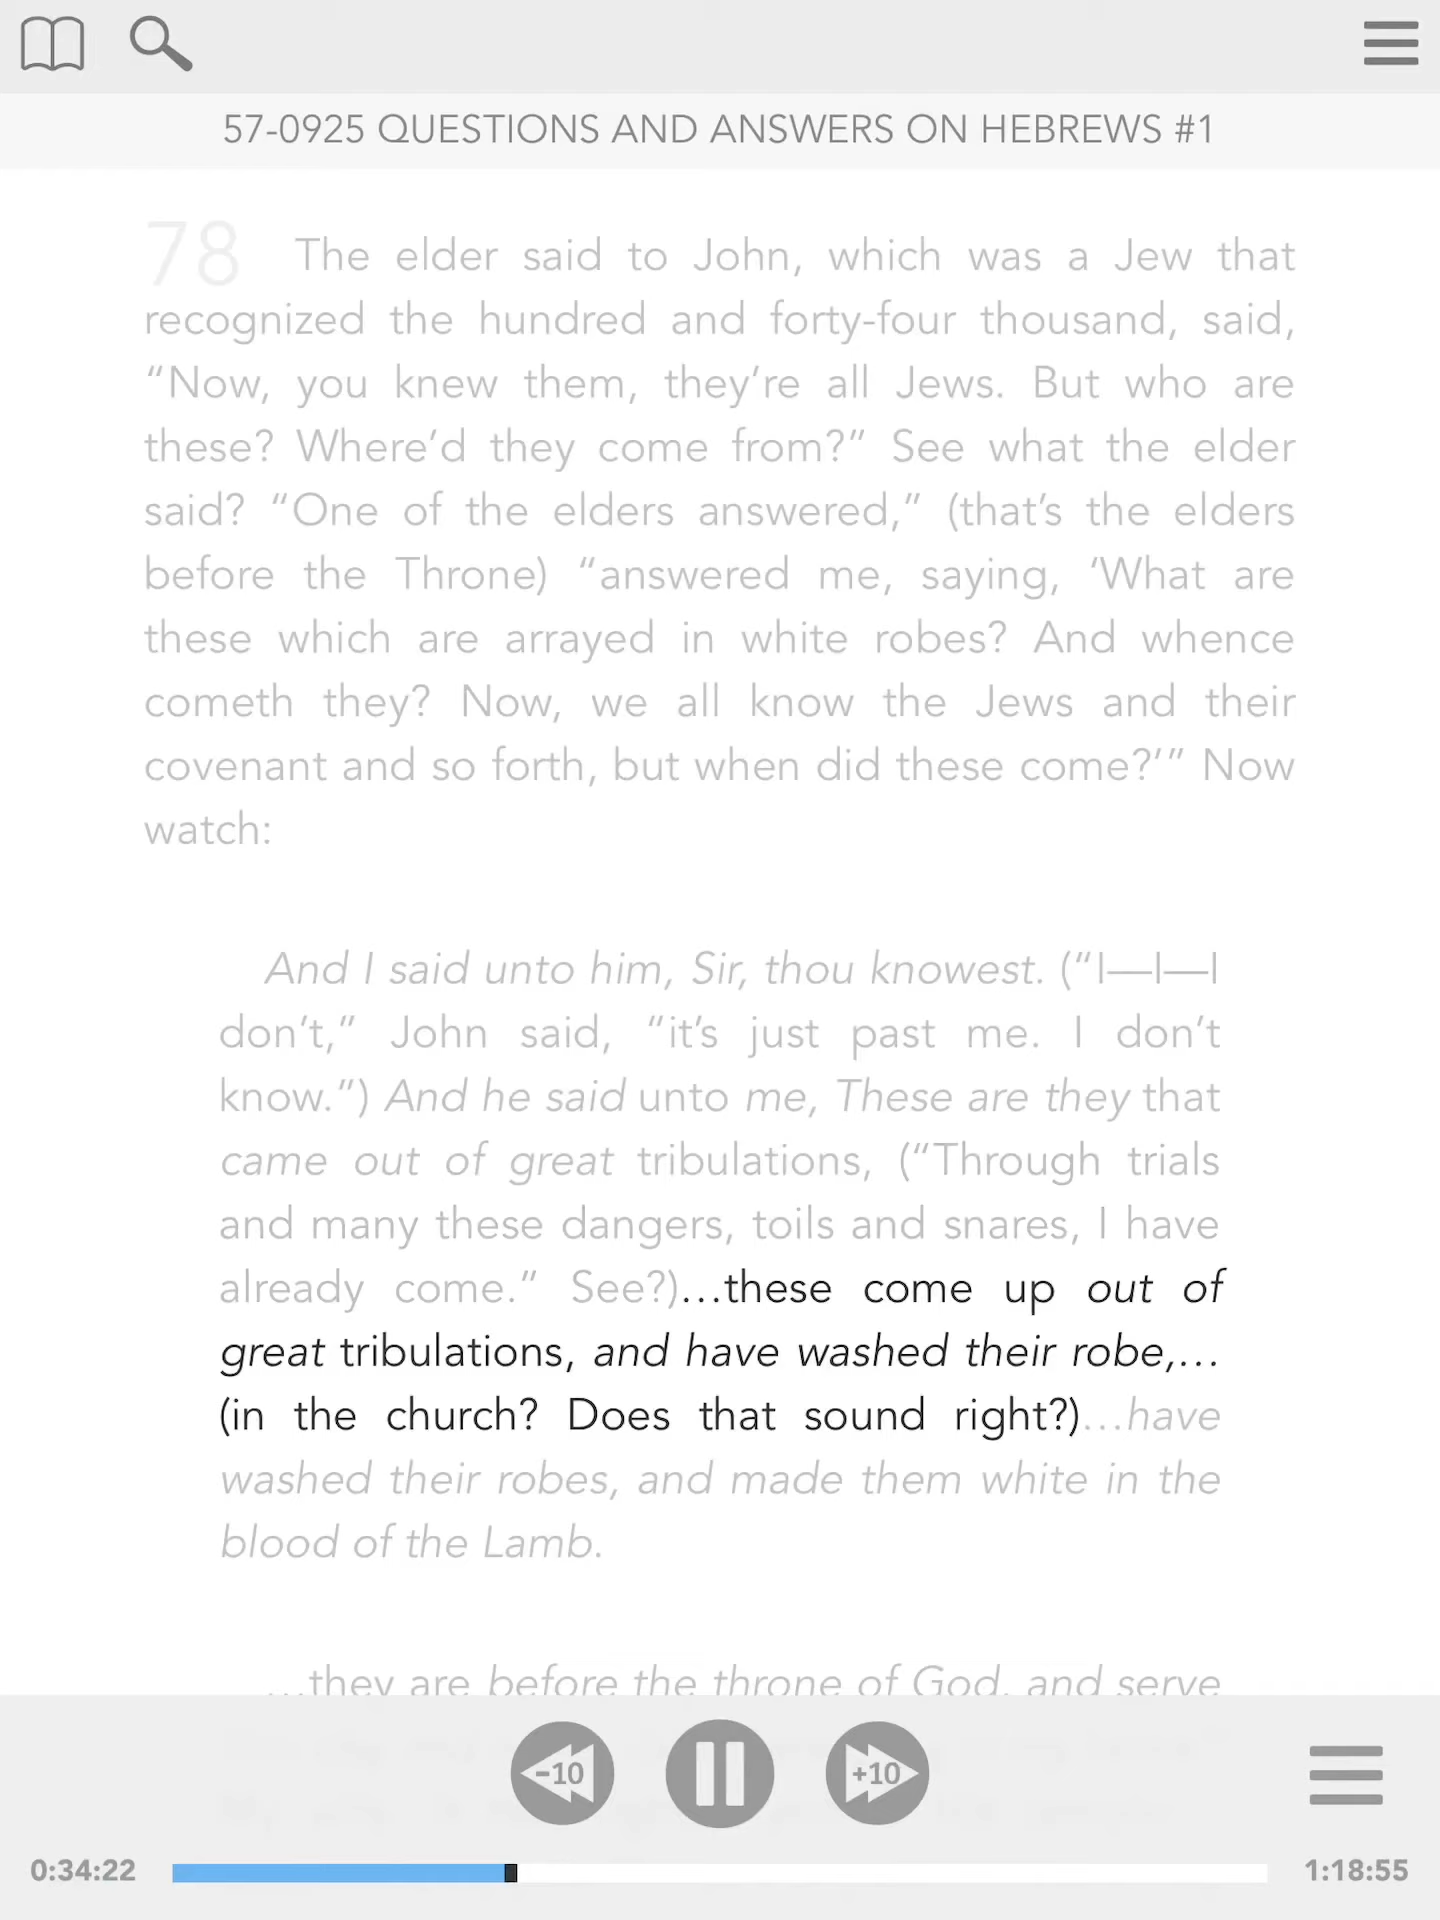 57-0925 QUESTIONS AND ANSWERS ON HEBREWS #1
78 The elder said to John, which was a Jew that
recognized the hundred and forty-four thousand, said,
“Now, you knew them, they’re all Jews. But who are
these? Where’d they come from?” See what the elder
said? “One of the elders answered,” (that’s the elders
before the Throne) “answered me, saying, ‘What are
these which are arrayed in white robes? And whence
cometh they? Now, we all know the Jews and their
covenant and so forth, but when did these come?’” Now
watch:
And I said unto him, Sir, thou knowest. (“I—I—I
don’t,” John said, “it’s just past me. I don’t
know.”) And he said unto me, These are they that
came out of great tribulations, (“Through trials
and many these dangers, toils and snares, I have
already come.” See?)…these come up out of
great tribulations, and have washed their robe,…
(in the church? Does that sound right?)…have
washed their robes, and made them white in the
blood of the Lamb.
…they are before the throne of God, and serve
-10 +10
0:34:22 1:18:55